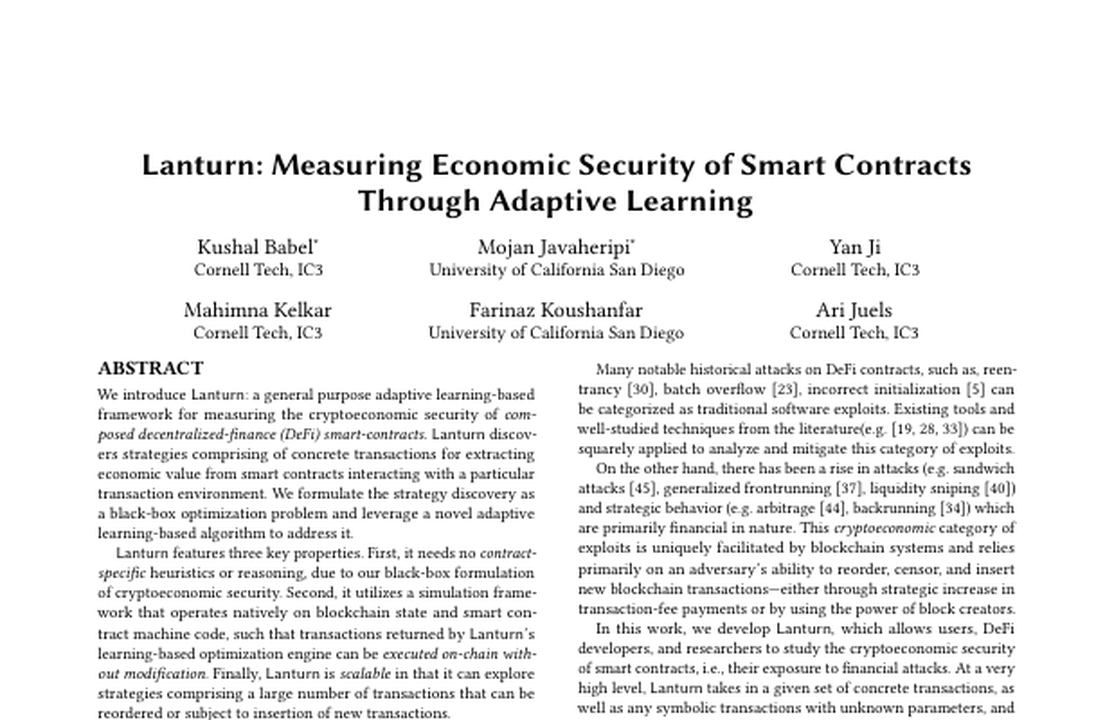 Lanturn: Measuring Economic Security of Smart Contracts
Through Adaptive Learning
Kushal Babel*
Cornell Tech, IC3
Mojan Javaheripi*
University of California San Diego
Yan Ji
Cornell Tech, IC3
Mahimna Kelkar
Cornell Tech, IC3
Farinaz Koushanfar
University of California San Diego
Ari Juels
Cornell Tech, IC3
ABSTRACT
We introduce Lanturn: a general purpose adaptive learning-based
framework for measuring the cryptoeconomic security of com-
posed decentralized-finance (DeFi) smart-contracts. Lanturn discov-
ers strategies comprising of concrete transactions for extracting
economic value from smart contracts interacting with a particular
transaction environment. We formulate the strategy discovery as
a black-box optimization problem and leverage a novel adaptive
learning-based algorithm to address it.
Lanturn features three key properties. First, it needs no contract-
specific heuristics or reasoning, due to our black-box formulation
of cryptoeconomic security. Second, it utilizes a simulation frame-
work that operates natively on blockchain state and smart con-
tract machine code, such that transactions returned by Lanturn's
learning-based optimization engine can be executed on-chain with-
out modification. Finally, Lanturn is scalable in that it can explore
strategies comprising a large number of transactions that can be
reordered or subject to insertion of new transactions.
Many notable historical attacks on DeFi contracts, such as, reen-
trancy [30], batch overflow [23], incorrect initialization [5] can
be categorized as traditional software exploits. Existing tools and
well-studied techniques from the literature(e.g. [19, 28, 33]) can be
squarely applied to analyze and mitigate this category of exploits.
On the other hand, there has been a rise in attacks (e.g. sandwich
attacks [45], generalized frontrunning [37], liquidity sniping [40])
and strategic behavior (e.g. arbitrage [44], backrunning [34]) which
are primarily financial in nature. This cryptoeconomic category of
exploits is uniquely facilitated by blockchain systems and relies
primarily on an adversary's ability to reorder, censor, and insert
new blockchain transactions—either through strategic increase in
transaction-fee payments or by using the power of block creators.
In this work, we develop Lanturn, which allows users, DeFi
developers, and researchers to study the cryptoeconomic security
of smart contracts, i.e., their exposure to financial attacks. At a very
high level, Lanturn takes in a given set of concrete transactions, as
well as any symbolic transactions with unknown parameters, and